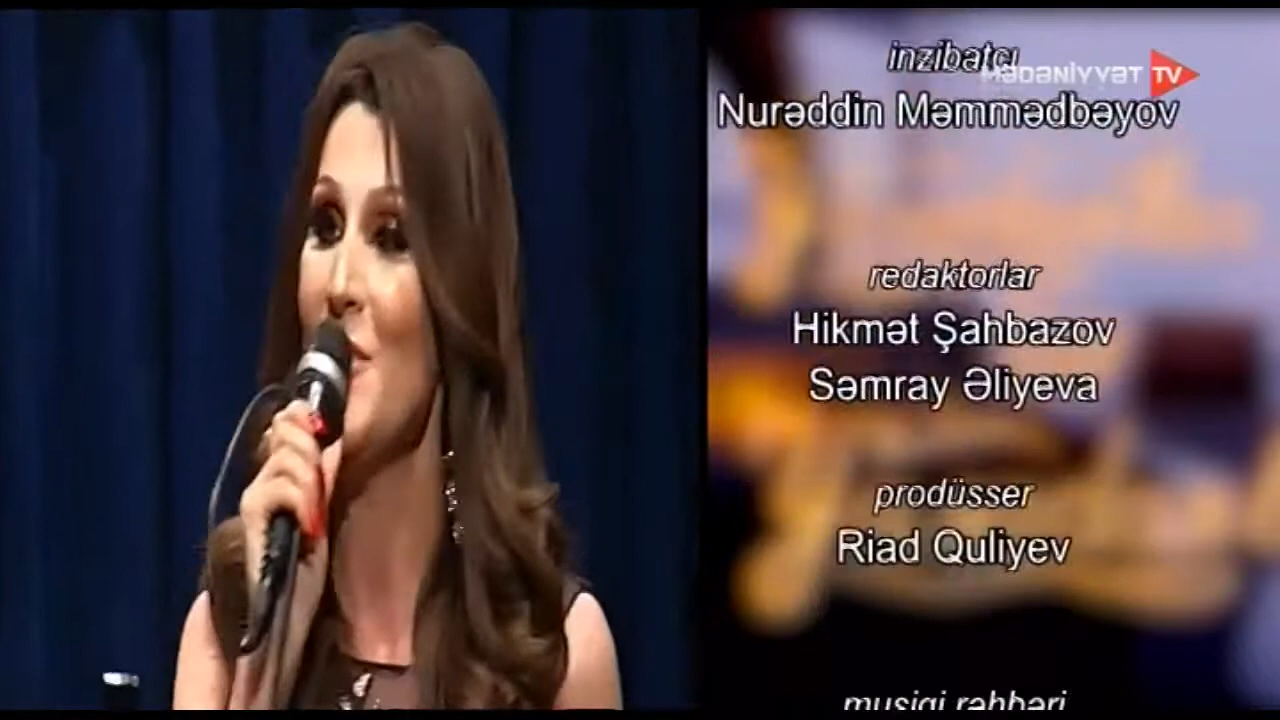 inzibatçı
MƏDƏNİYYƏT TV
Nurəddin Məmmədbəyov
redaktorlar
Hikmət Şahbazov
Səmray Əliyeva
prodüsser
Riad Quliyev
musiqi rəhbəri